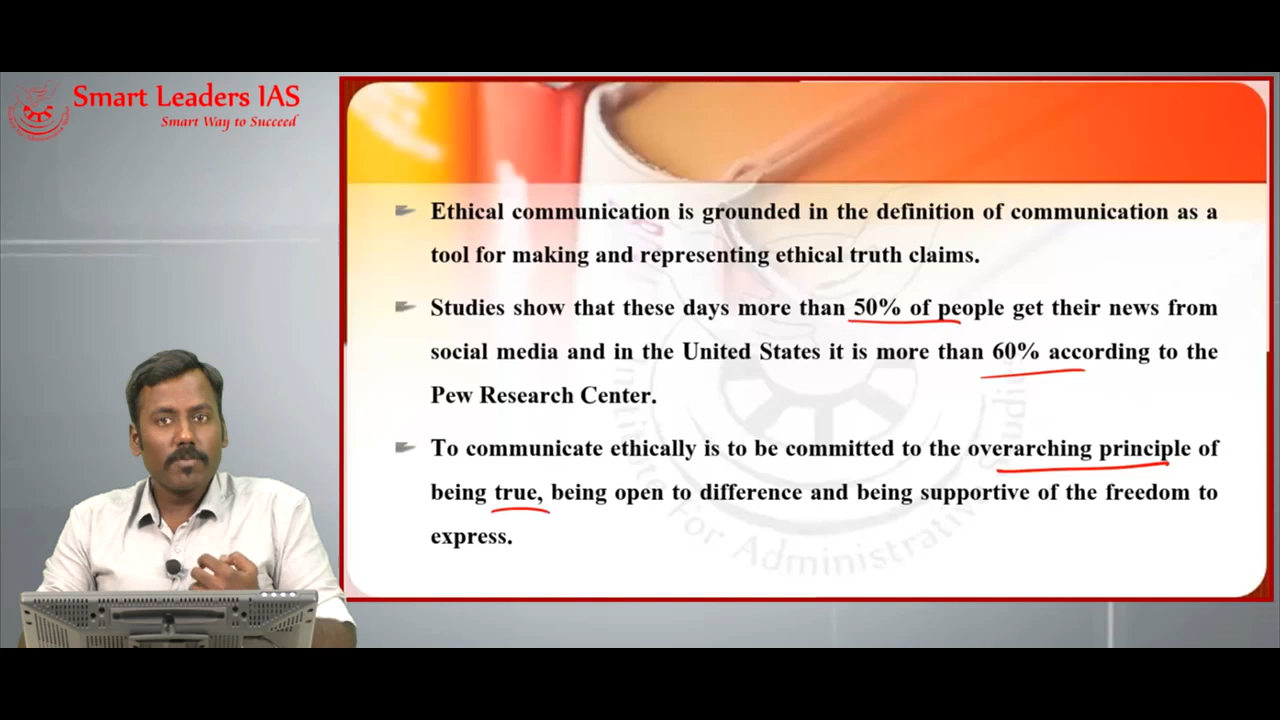 Smart Leaders IAS
Smart Way to Succeed
Ethical communication is grounded in the definition of communication as a
tool for making and representing ethical truth claims.
Studies show that these days more than 50% of people get their news from
social media and in the United States it is more than 60% according to the
Pew Research Center.
To communicate ethically is to be committed to the overarching principle of
being true, being open to difference and being supportive of the freedom to
express.
For Administrative